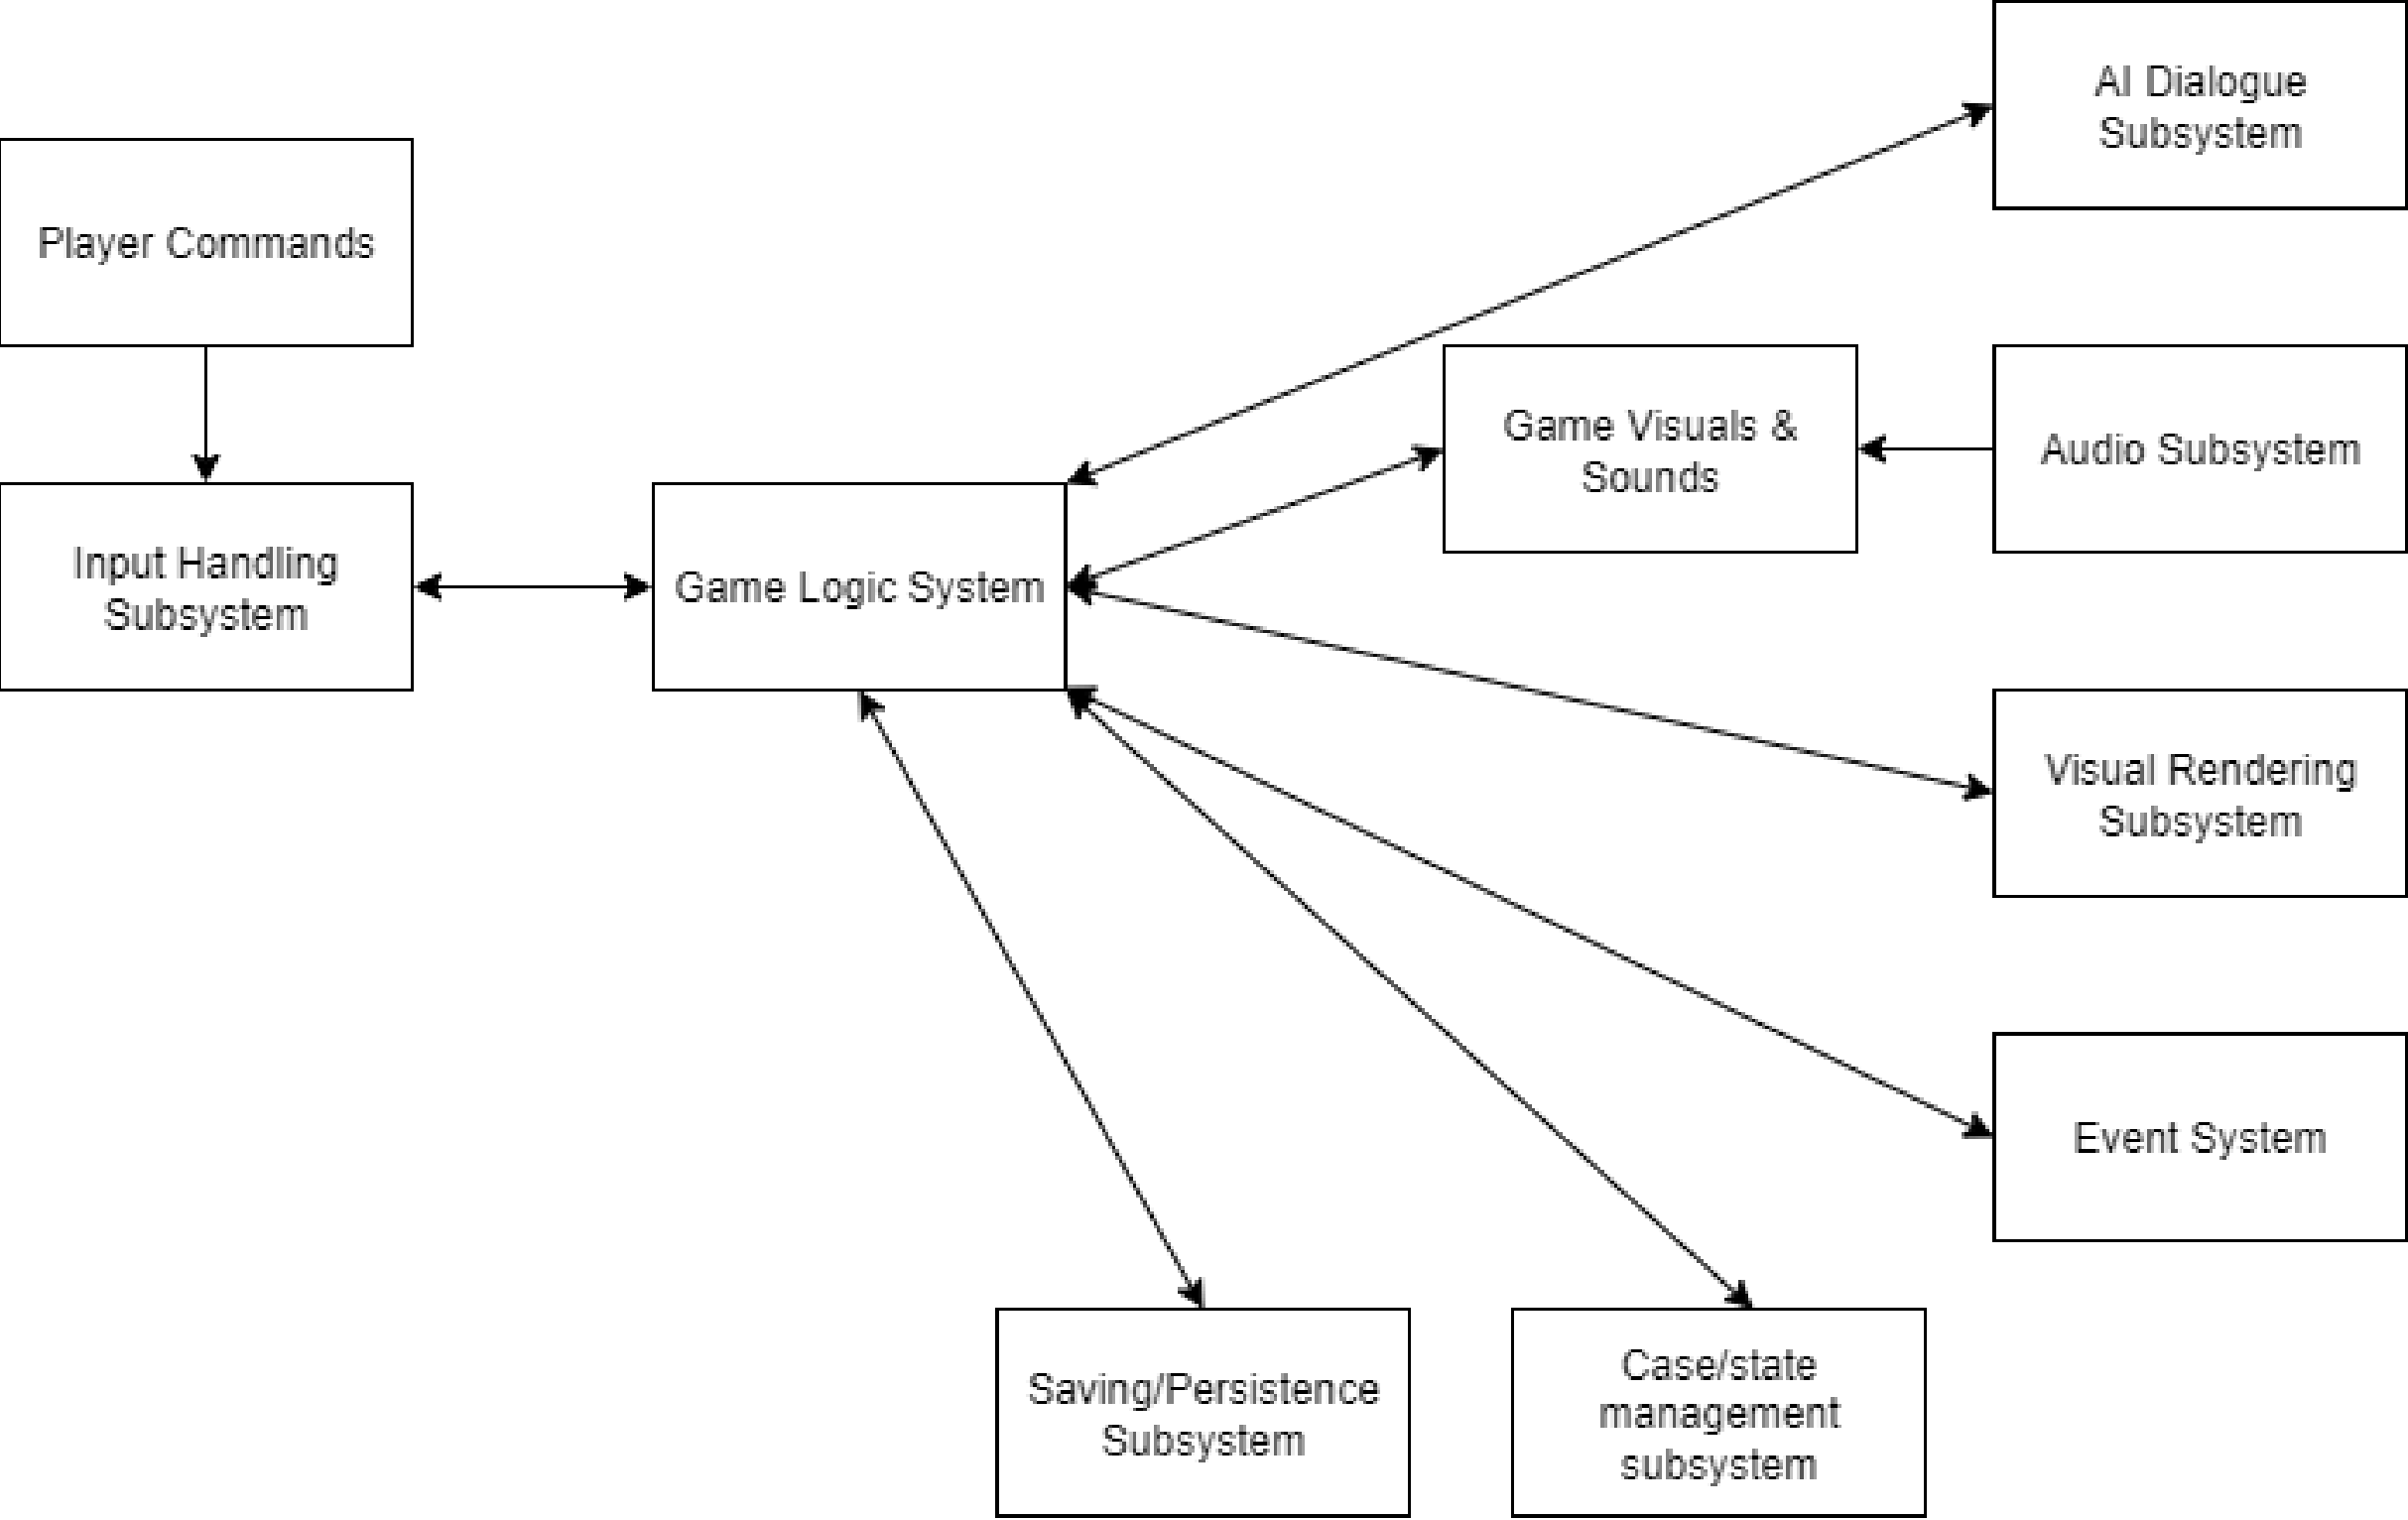 AI Dialogue
Subsystem
Player Commands
Game Visuals &
Sounds
Audio Subsystem
Input Handling
Subsystem
Game Logic System
Visual Rendering
Subsystem
Event System
Saving/Persistence
Subsystem
Case/state
management
subsystem